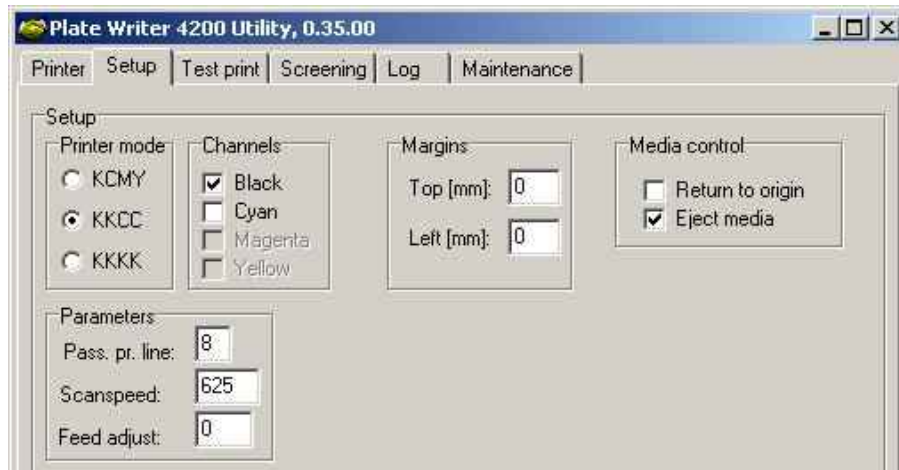 Plate Writer 4200 Utility, 0.35.00
Printer Setup Test print Screening Log Maintenance
Setup
Printer mode Channels Margins Media control
KCMY Black Top [mm]: 0 Return to origin
KKCC Cyan Left [mm]: 0 Eject media
Magenta
KKKK Yellow
Parameters
Pass. pr. line: 8
Scanspeed: 625
Feed adjust: 0